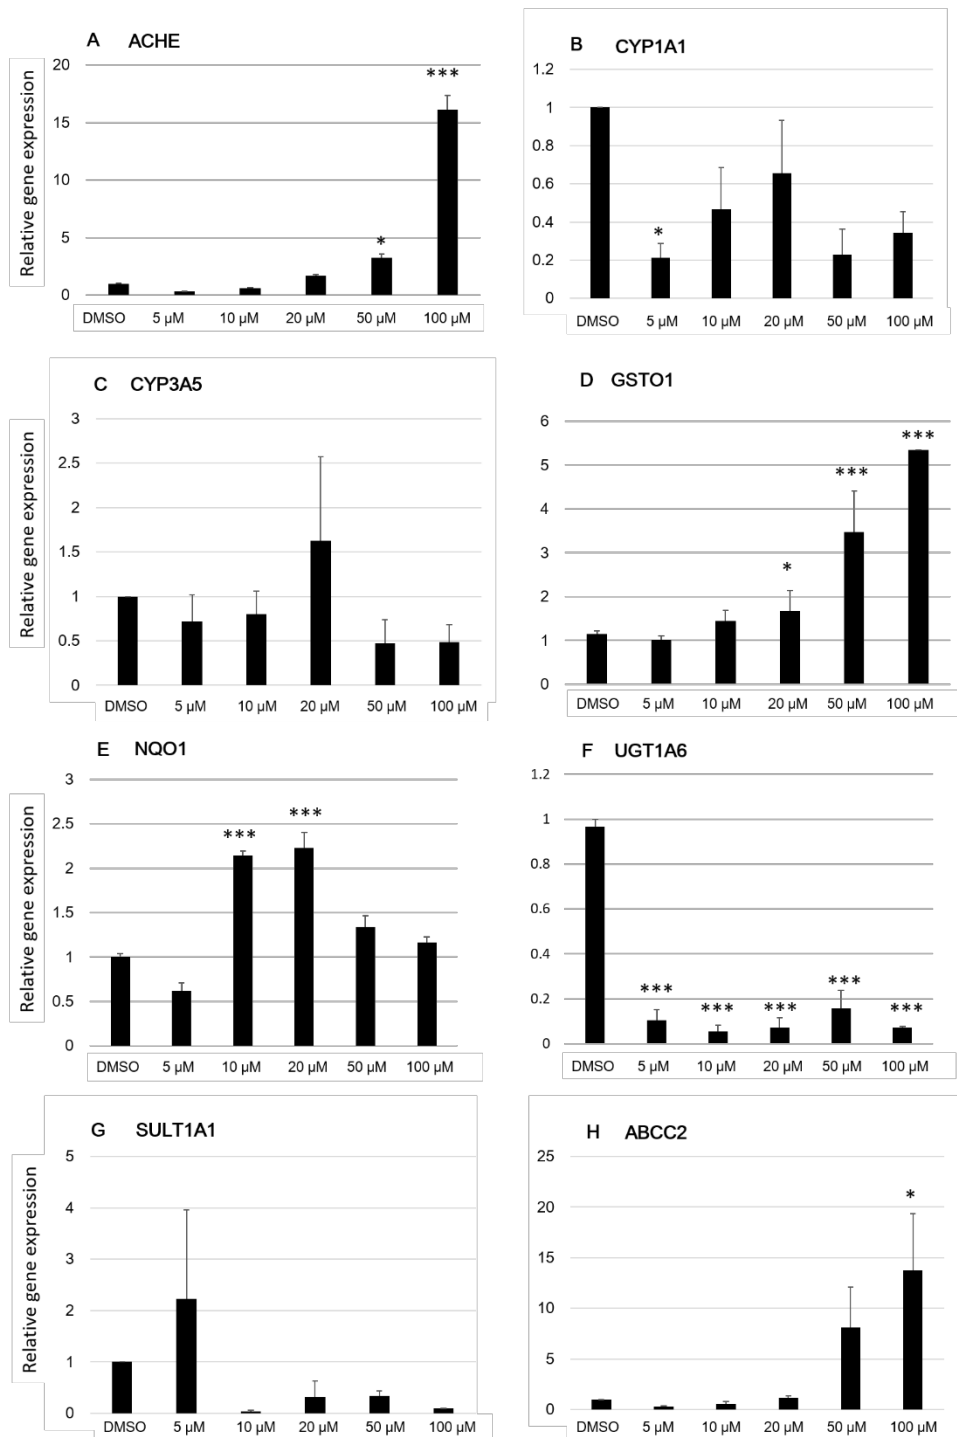 A ACHE
Relative gene expression
20
15
10
5
0
***
*
DMSO 5 µM 10 µM 20 µM 50 µM 100 µM
B CYP1A1
1.2
1
0.8
0.6
0.4
0.2
0
*
DMSO 5 µM 10 µM 20 µM 50 µM 100 µM
C CYP3A5
Relative gene expression
3
2.5
2
1.5
1
0.5
0
DMSO 5 µM 10 µM 20 µM 50 µM 100 µM
D GSTO1
6
5
4
3
2
1
0
* *** ***
DMSO 5 µM 10 µM 20 µM 50 µM 100 µM
E NQO1
Relative gene expression
3
2.5
2
1.5
1
0.5
0
*** ***
DMSO 5 µM 10 µM 20 µM 50 µM 100 µM
F UGT1A6
1.2
1
0.8
0.6
0.4
0.2
0
*** *** *** *** ***
DMSO 5 µM 10 µM 20 µM 50 µM 100 µM
G SULT1A1
Relative gene expression
5
4
3
2
1
0
DMSO 5 µM 10 µM 20 µM 50 µM 100 µM
H ABCC2
25
20
15
10
5
0
*
DMSO 5 µM 10 µM 20 µM 50 µM 100 µM